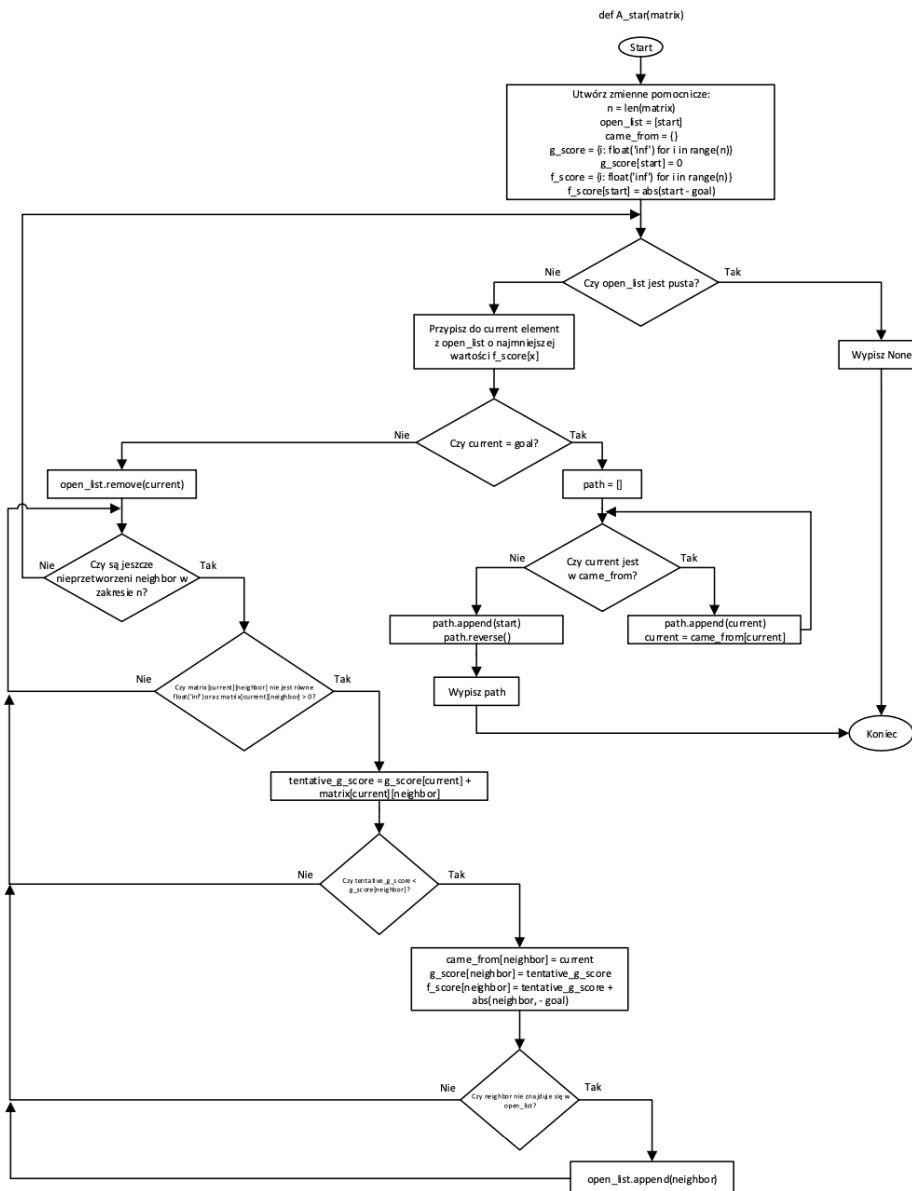 def A_star(matrix)
Start
Utwórz zmienne pomocnicze:
n = len(matrix)
open_list = [start]
came_from = {}
g_score = {i: float('inf') for i in range(n)}
g_score[start] = 0
f_score = {i: float('inf') for i in range(n)}
f_score[start] = abs(start - goal)
Nie
Tak
Czy open_list jest pusta?
Przypisz do current element
z open_list o najmniejszej
wartości f_score[x]
Wypisz None
Nie
Tak
Czy current = goal?
open_list.remove(current)
path = []
Czy są jeszcze
nieprzetworzeni neighbor w
zakresie n?
Nie
Tak
Nie
Tak
Czy current jest
w came_from?
path.append(start)
path.reverse()
path.append(current)
current = came_from[current]
Nie
Tak
Czy matrix[current][neighbor] nie jest równe
float('inf') oraz matrix[current][neighbor] > 0?
Wypisz path
Koniec
tentative_g_score = g_score[current] +
matrix[current][neighbor]
Nie
Tak
Czy tentative_g_score <
g_score[neighbor]?
came_from[neighbor] = current
g_score[neighbor] = tentative_g_score
f_score[neighbor] = tentative_g_score +
abs(neighbor, - goal)
Nie
Tak
Czy neighbor nie znajduje się w
open_list?
open_list.append(neighbor)